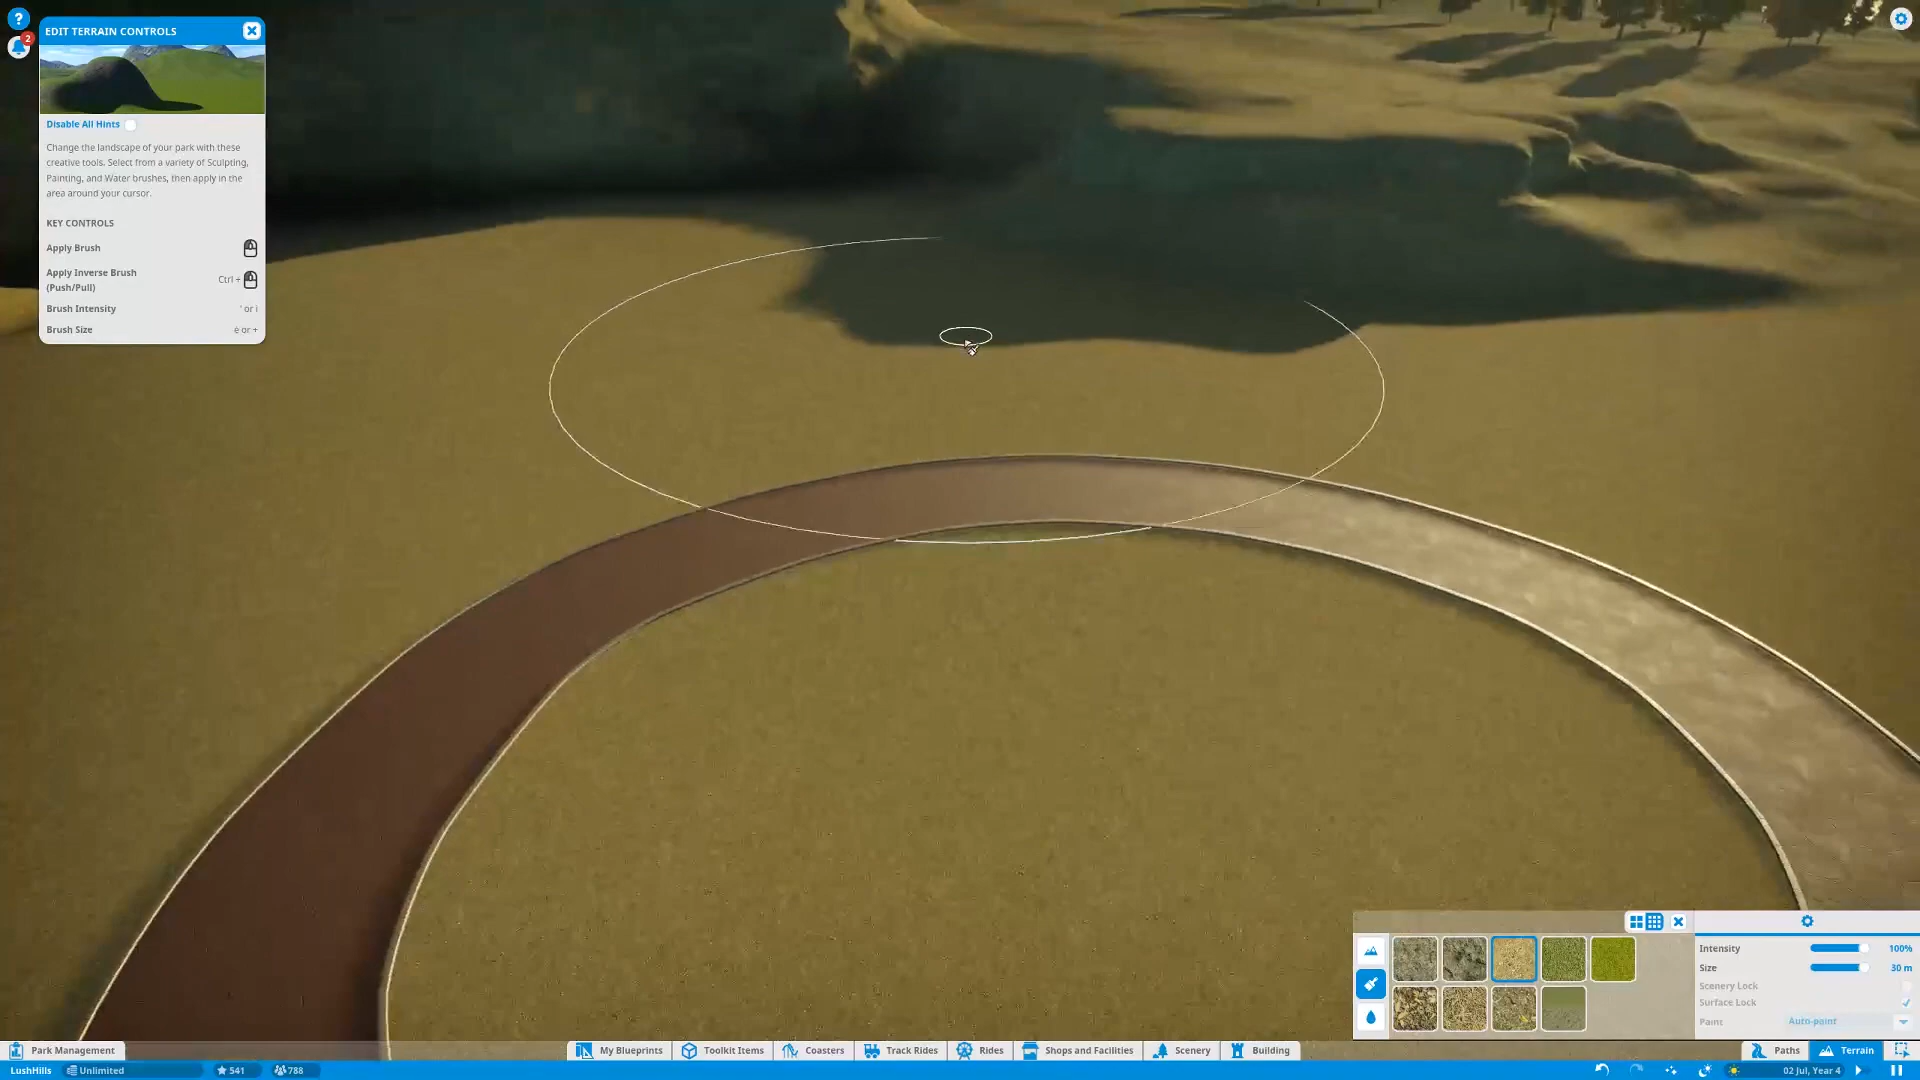 ?
2
EDIT TERRAIN CONTROLS
Disable All Hints
Change the landscape of your park with these
creative tools. Select from a variety of Sculpting,
Painting, and Water brushes, then apply in the
area around your cursor.
KEY CONTROLS
Apply Brush
Apply Inverse Brush
(Push/Pull)
Ctrl +
Brush Intensity
' or i
Brush Size
e or +
Intensity
100%
Size
30 m
Scenery Lock
Surface Lock
Paint
Auto-paint
Park Management
My Blueprints
Toolkit Items
Coasters
Track Rides
Rides
Shops and Facilities
Scenery
Building
Paths
Terrain
LushHills
Unlimited
541
788
02 Jul, Year 4